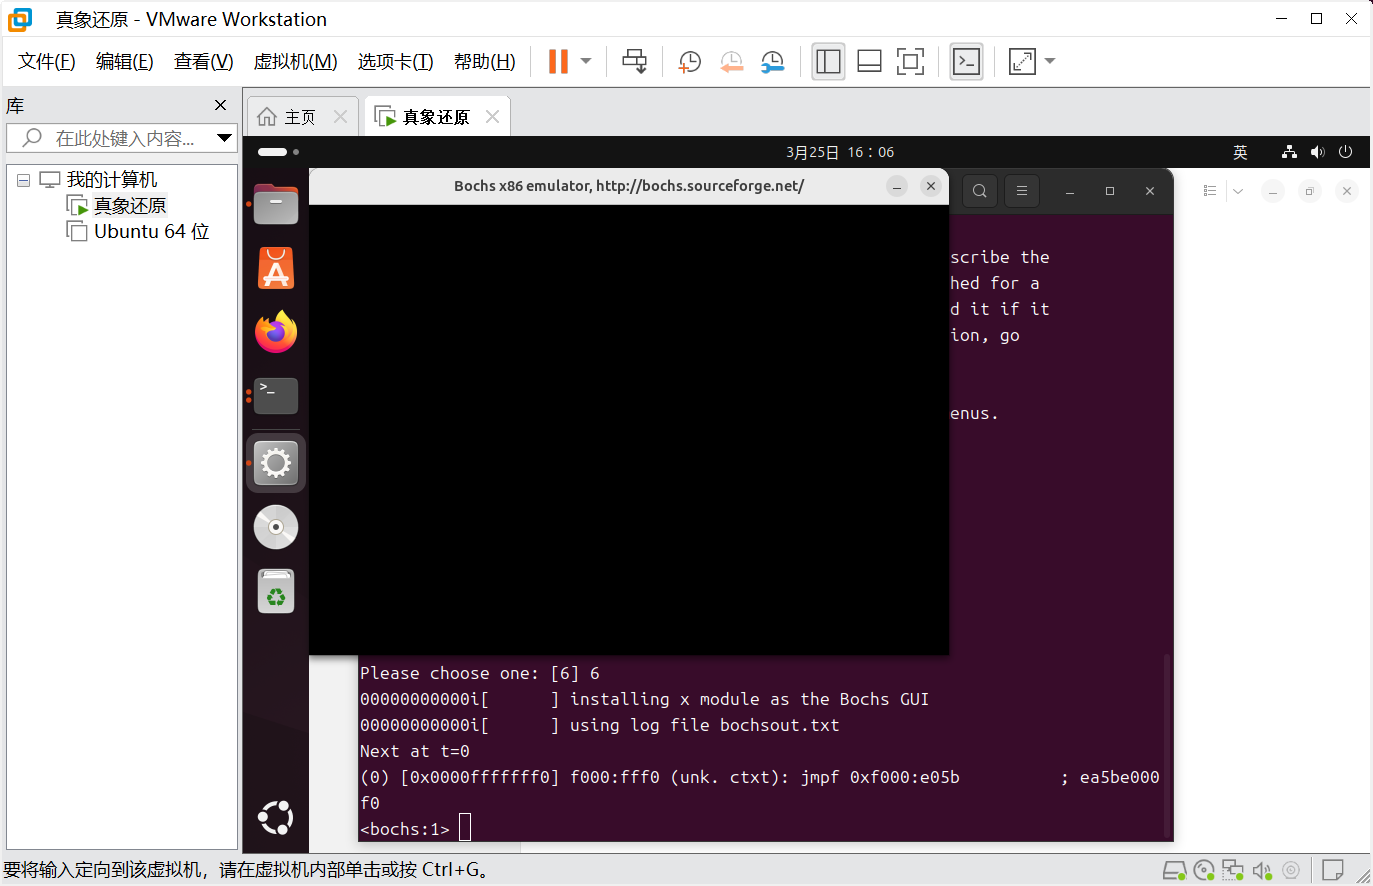 真象还原 - VMware Workstation
文件(F) 编辑(E) 查看(V) 虚拟机(M) 选项卡(T) 帮助(H)
库
在此处键入内容...
我的计算机
真象还原
Ubuntu 64 位
主页
真象还原
3月25日 16：06
英
Bochs x86 emulator, http://bochs.sourceforge.net/
scribe the
hed for a
d it if it
ion, go
enus.
Please choose one: [6] 6
00000000000i[      ] installing x module as the Bochs GUI
00000000000i[      ] using log file bochsout.txt
Next at t=0
(0) [0x0000fffffff0] f000:fff0 (unk. ctxt): jmpf 0xf000:e05b          ; ea5be000
f0
<bochs:1>
要将输入定向到该虚拟机，请在虚拟机内部单击或按 Ctrl+G。